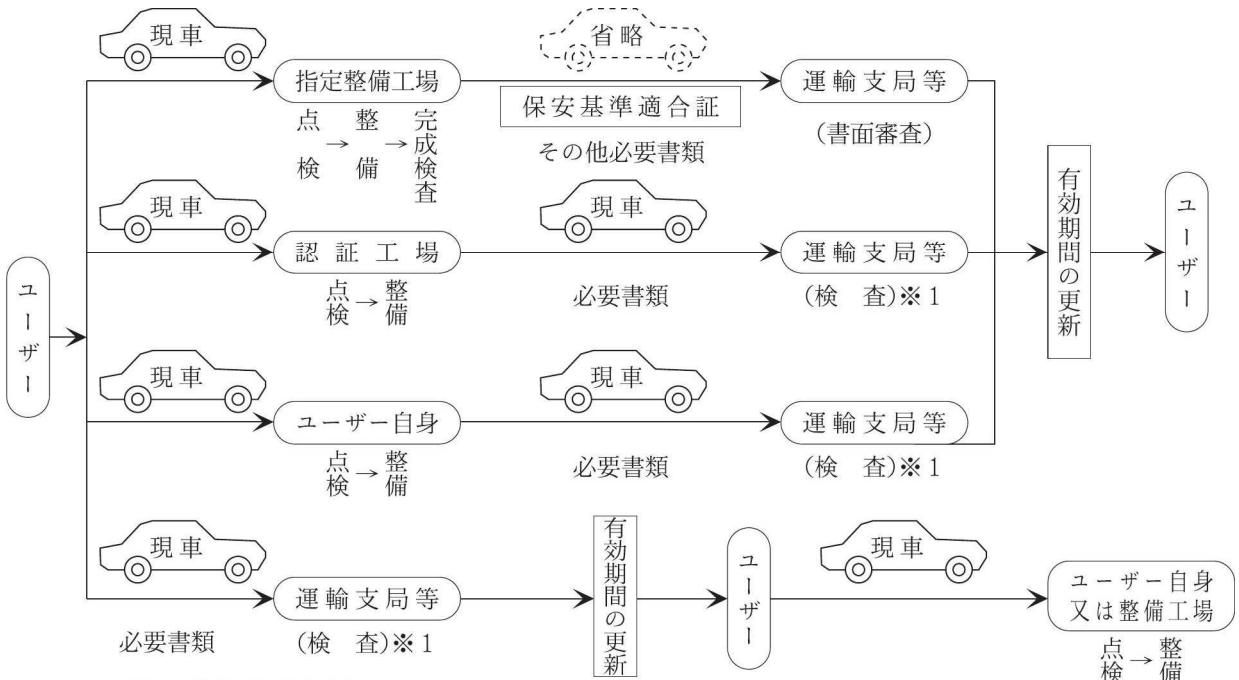 現車
省略
指定整備工場
運輸支局等
点検→整備→完成検査
保安基準適合証
その他必要書類
(書面審査)
現車
現車
認証工場
運輸支局等
点検→整備
必要書類
(検査)※1
ユーザー
有効期間の更新
ユーザー
現車
現車
ユーザー自身
運輸支局等
点検→整備
必要書類
(検査)※1
現車
運輸支局等
必要書類
(検査)※1
有効期間の更新
ユーザー
現車
ユーザー自身
又は整備工場
点検→整備